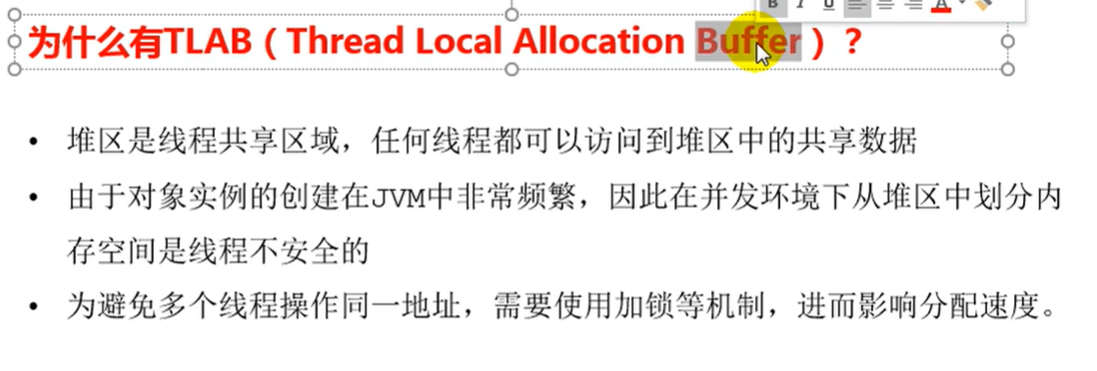 B I U A
为什么有TLAB（Thread Local Allocation Buffer）？
• 堆区是线程共享区域，任何线程都可以访问到堆区中的共享数据
• 由于对象实例的创建在JVM中非常频繁，因此在并发环境下从堆区中划分内
存空间是线程不安全的
• 为避免多个线程操作同一地址，需要使用加锁等机制，进而影响分配速度。